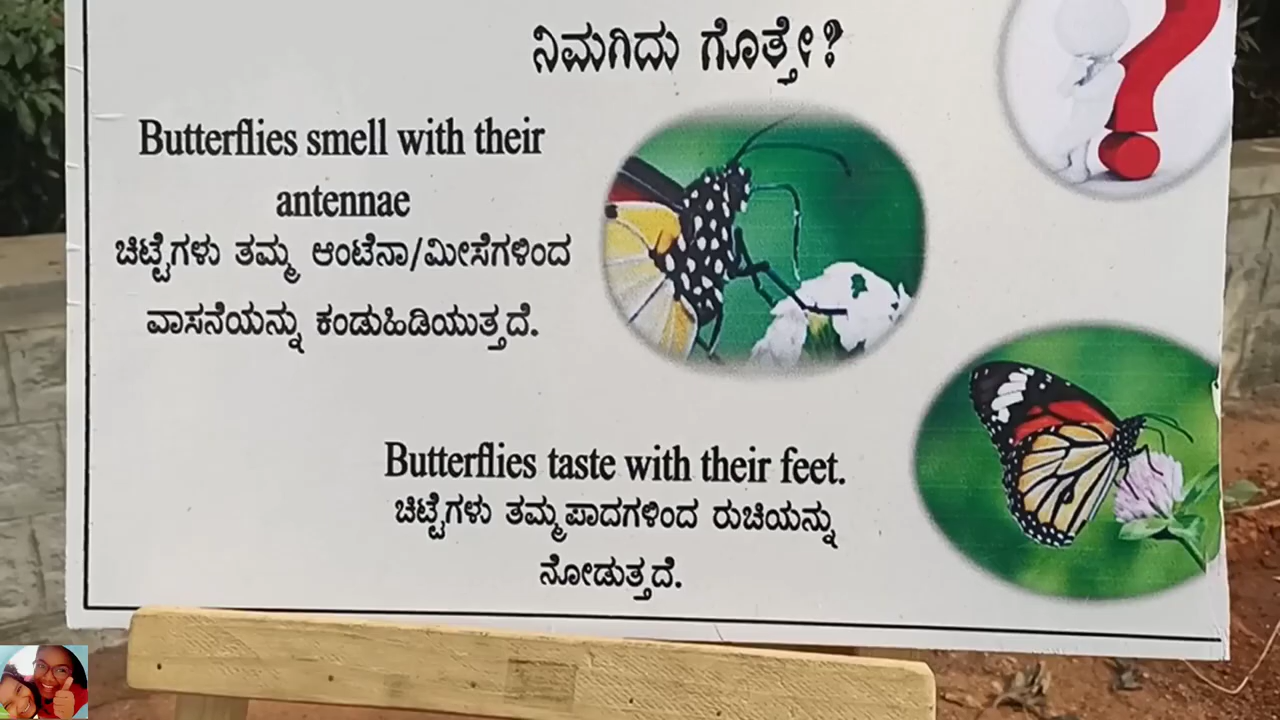 ನಿಮಗಿದು ಗೊತ್ತೇ?
Butterflies smell with their
antennae
ಚಿಟ್ಟೆಗಳು ತಮ್ಮ ಆಂಟೆನಾ/ಮೀಸೆಗಳಿಂದ
ವಾಸನೆಯನ್ನು ಕಂಡುಹಿಡಿಯುತ್ತದೆ.
Butterflies taste with their feet.
ಚಿಟ್ಟೆಗಳು ತಮ್ಮಪಾದಗಳಿಂದ ರುಚಿಯನ್ನು
ನೋಡುತ್ತದೆ.